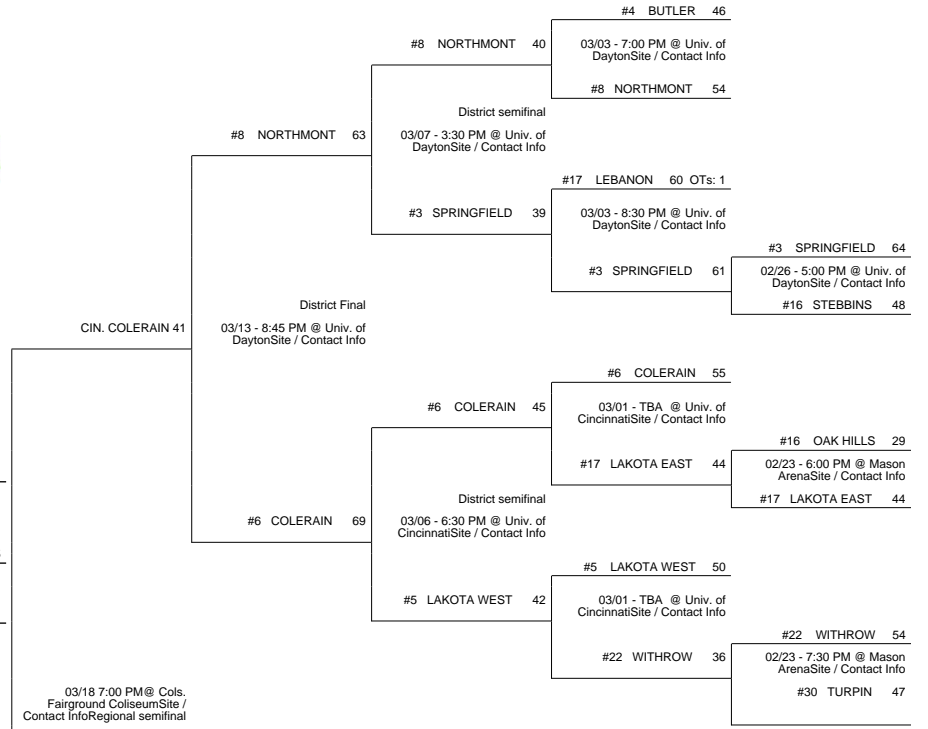 #4 BUTLER 46
#8 NORTHMONT 40
03/03 - 7:00 PM @ Univ. of
DaytonSite / Contact Info
#8 NORTHMONT 54
District semifinal
#8 NORTHMONT 63
03/07 - 3:30 PM @ Univ. of
DaytonSite / Contact Info
#17 LEBANON 60 OTs: 1
#3 SPRINGFIELD 39
03/03 - 8:30 PM @ Univ. of
DaytonSite / Contact Info
#3 SPRINGFIELD 64
#3 SPRINGFIELD 61
02/26 - 5:00 PM @ Univ. of
DaytonSite / Contact Info
#16 STEBBINS 48
District Final
CIN. COLERAIN 41
03/13 - 8:45 PM @ Univ. of
DaytonSite / Contact Info
#6 COLERAIN 55
#6 COLERAIN 45
03/01 - TBA @ Univ. of
CincinnatiSite / Contact Info
#16 OAK HILLS 29
#17 LAKOTA EAST 44
02/23 - 6:00 PM @ Mason
ArenaSite / Contact Info
#17 LAKOTA EAST 44
District semifinal
#6 COLERAIN 69
03/06 - 6:30 PM @ Univ. of
CincinnatiSite / Contact Info
#5 LAKOTA WEST 50
#5 LAKOTA WEST 42
03/01 - TBA @ Univ. of
CincinnatiSite / Contact Info
#22 WITHROW 54
#22 WITHROW 36
02/23 - 7:30 PM @ Mason
ArenaSite / Contact Info
#30 TURPIN 47
03/18 7:00 PM@ Cols.
Fairground ColiseumSite /
Contact InfoRegional semifinal